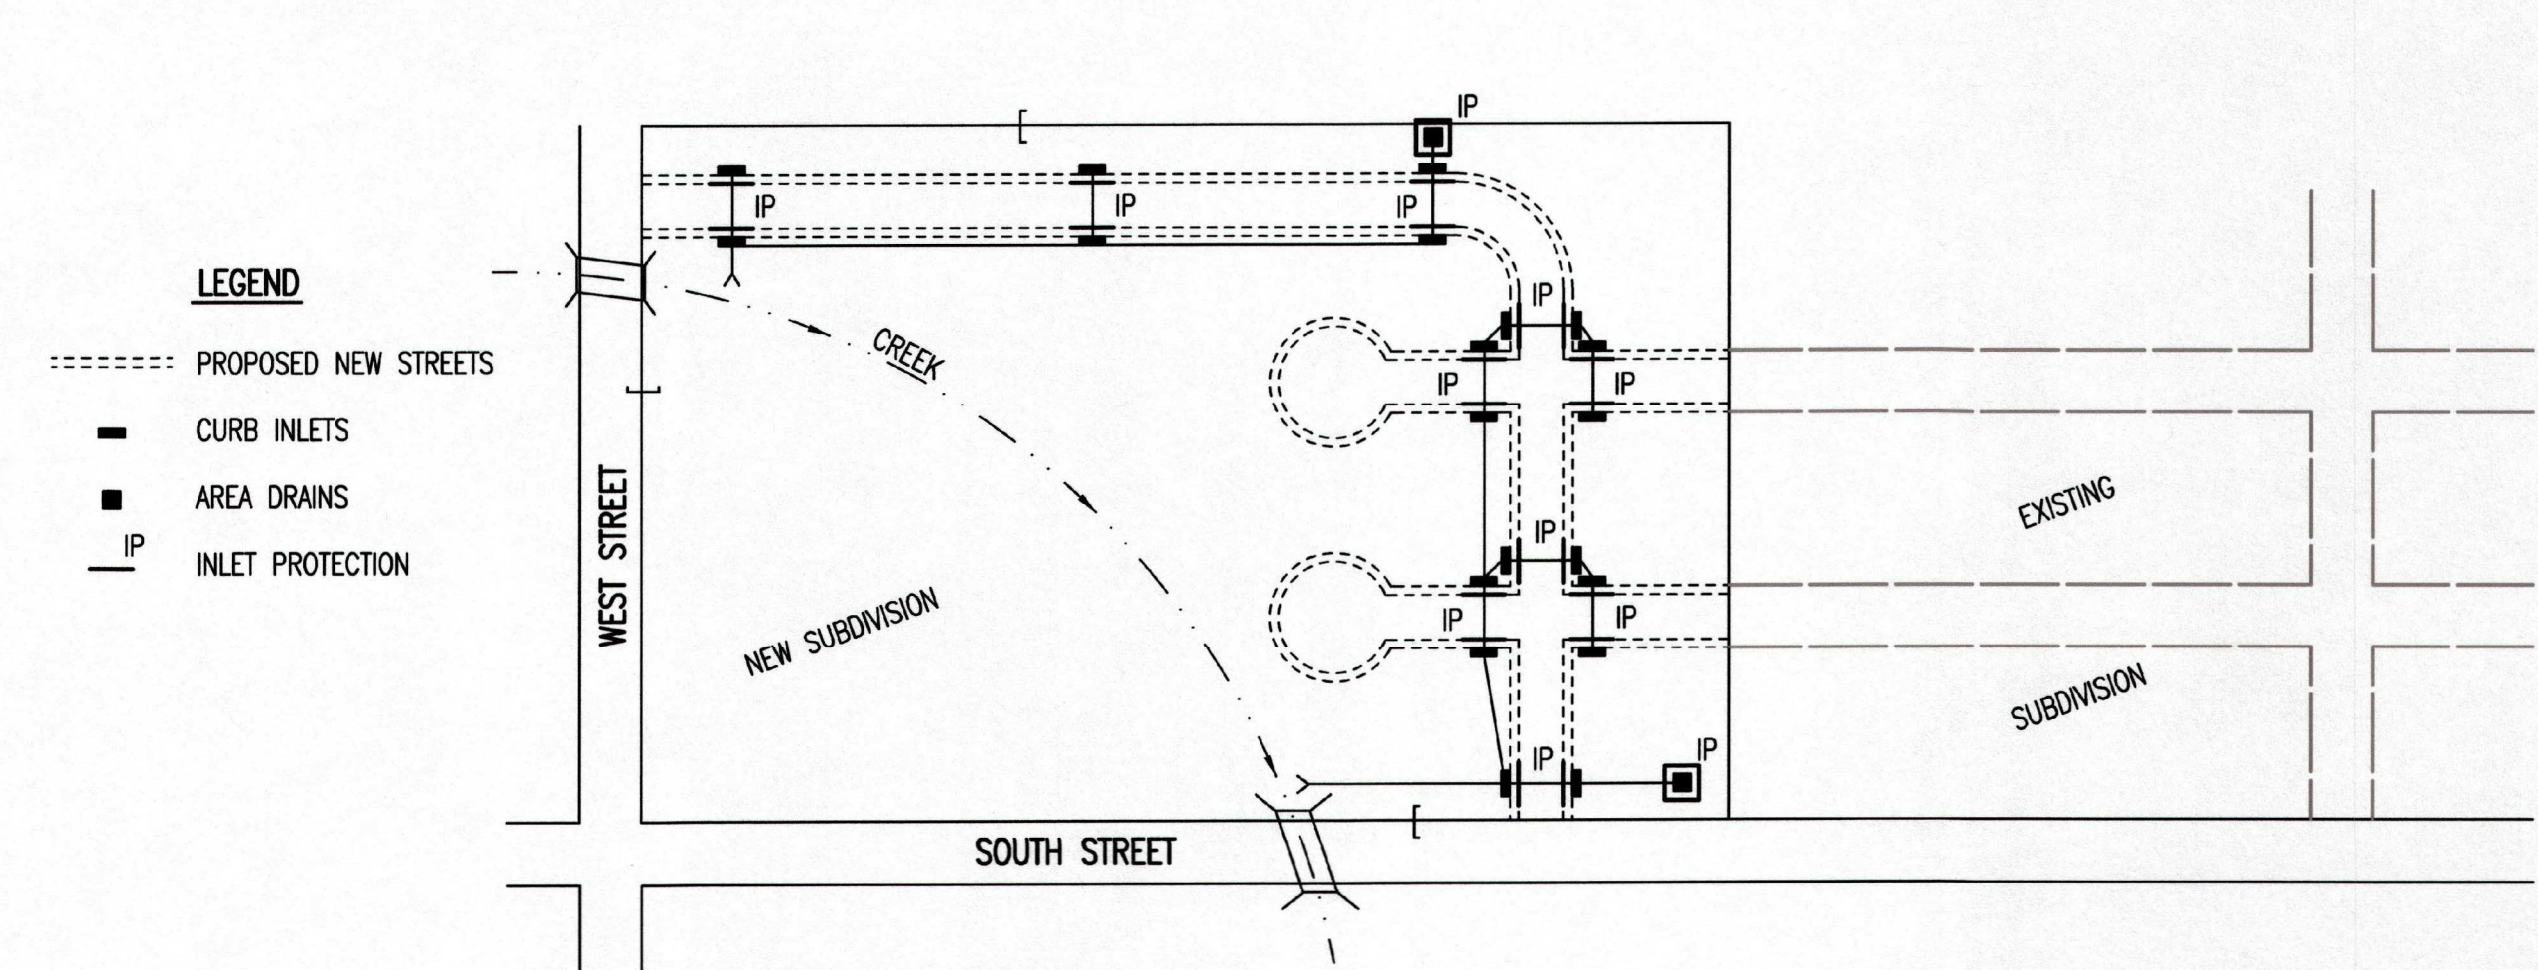 LEGEND
PROPOSED NEW STREETS
CURB INLETS
AREA DRAINS
IP
INLET PROTECTION
WEST STREET
SOUTH STREET
CREEK
NEW SUBDIVISION
EXISTING
SUBDIVISION
IP
IP
IP
IP
IP
IP
IP
IP
IP
IP
IP
IP